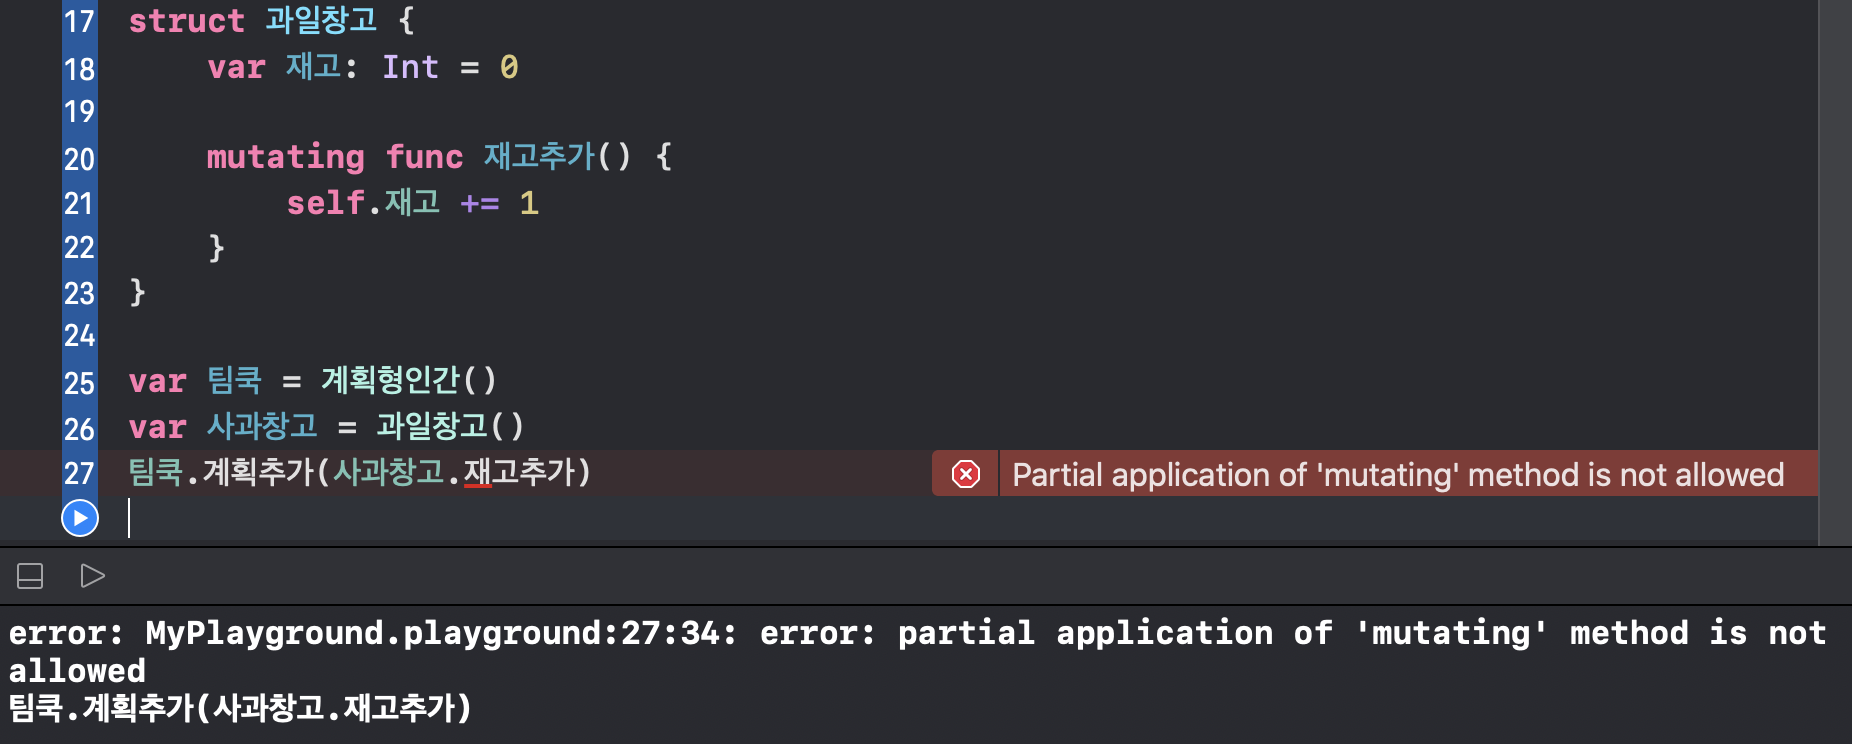 17 struct 과일창고 {
18 var 재고: Int = 0
19
20 mutating func 재고추가() {
21 self.재고 += 1
22 }
23 }
24
25 var 팀쿡 = 계획형인간()
26 var 사과창고 = 과일창고()
27 팀쿡.계획추가(사과창고.재고추가) Partial application of 'mutating' method is not allowed
error: MyPlayground.playground:27:34: error: partial application of 'mutating' method is not
allowed
팀쿡.계획추가(사과창고.재고추가)